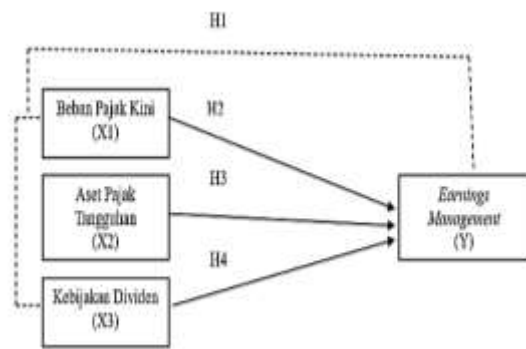 H1
Beban Pajak Kini
(X1)
H2
Aset Pajak
Tangguhan
(X2)
H3
Earnings
Management
(Y)
H4
Kebijakan Dividen
(X3)